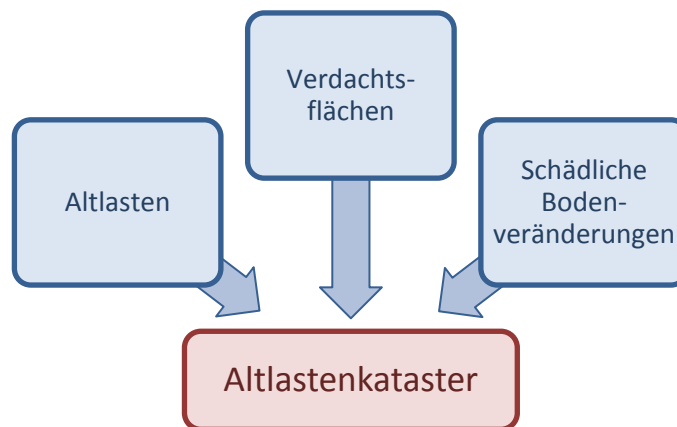 Altlasten
Verdachts-
flächen
Schädliche
Boden-
veränderungen
Altlastenkataster